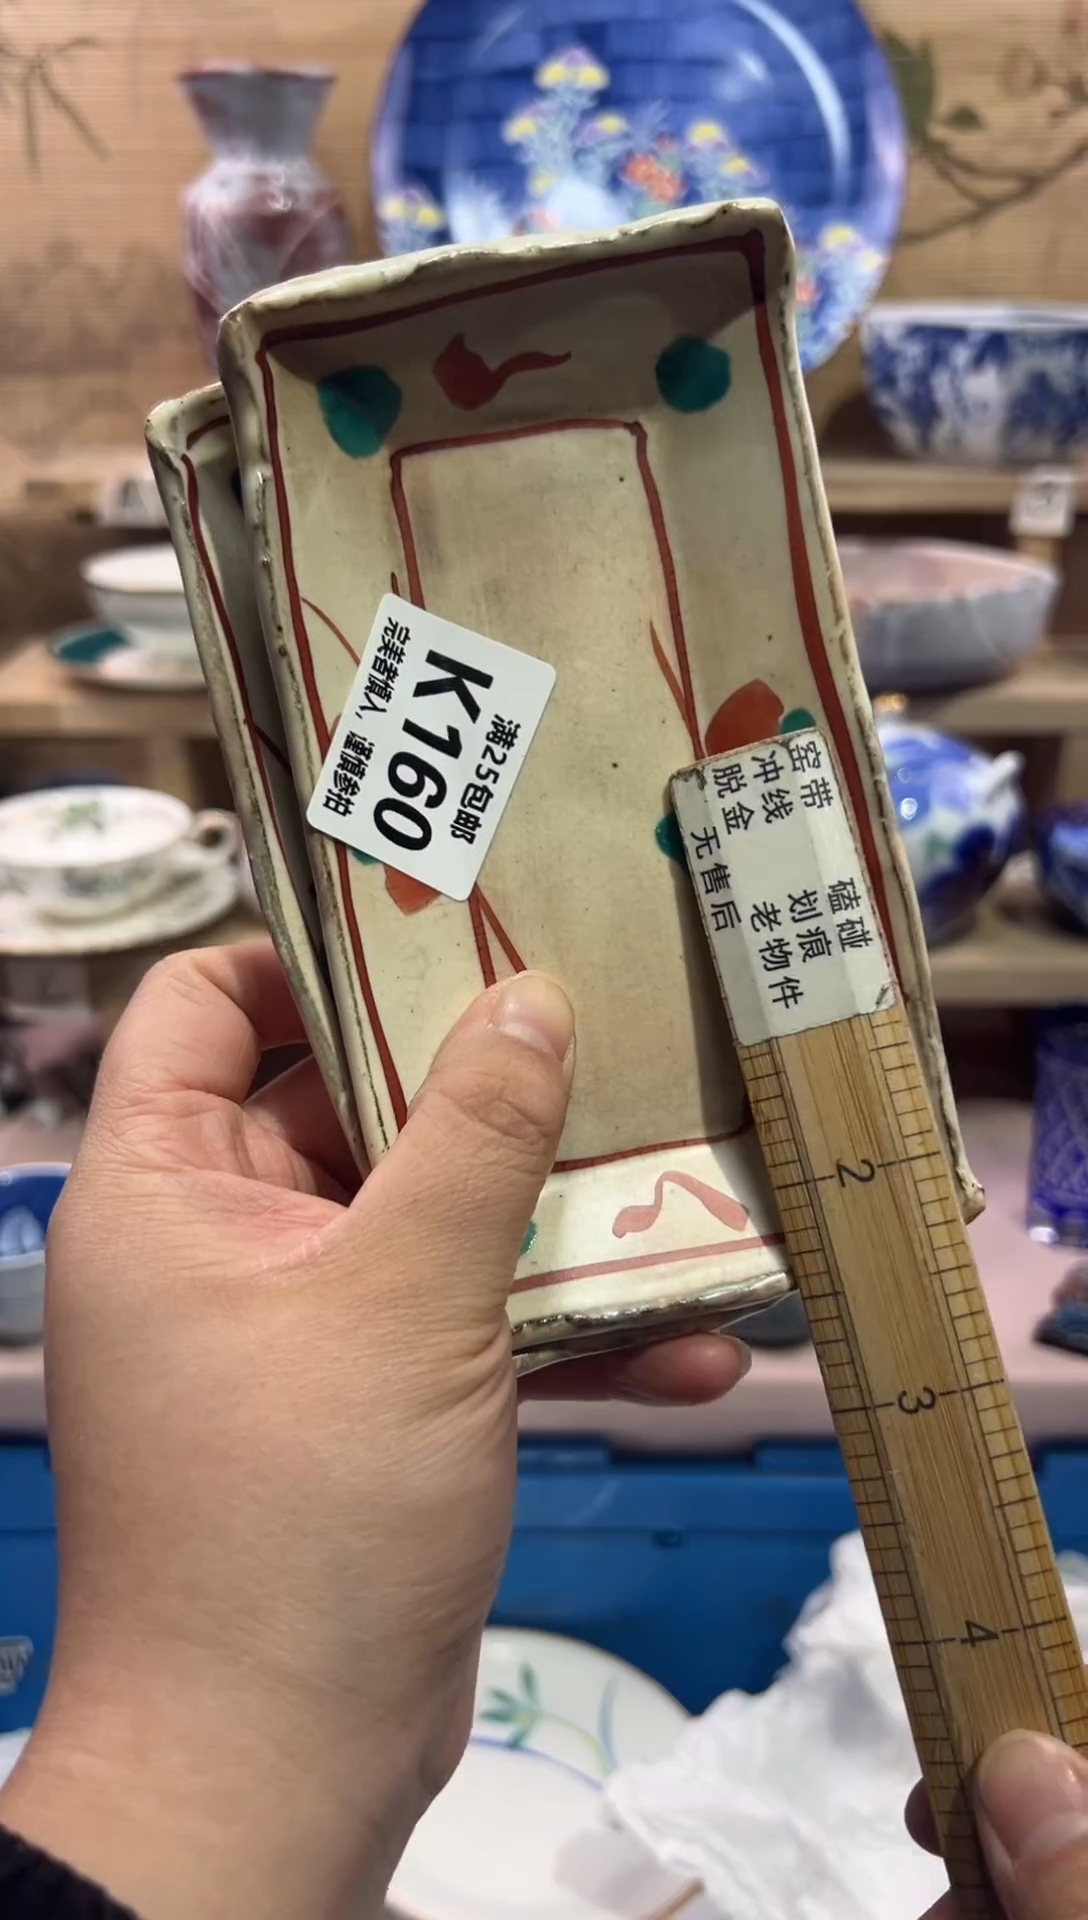 满25包邮
K160
完美者慎入，谨慎参拍
窑带 磕碰
冲线 划痕
脱金 老物件
无售后
2
3
4